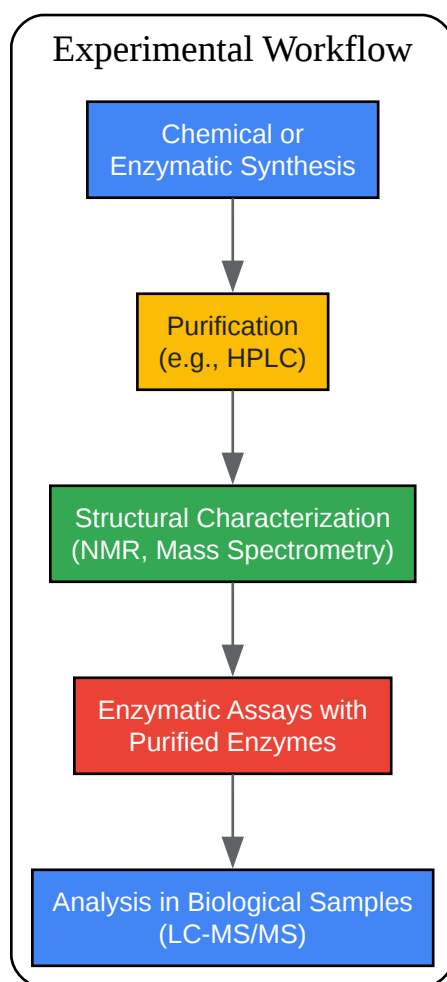 Experimental Workflow
Chemical or
Enzymatic Synthesis
Purification
(e.g., HPLC)
Structural Characterization
(NMR, Mass Spectrometry)
Enzymatic Assays with
Purified Enzymes
Analysis in Biological Samples
(LC-MS/MS)